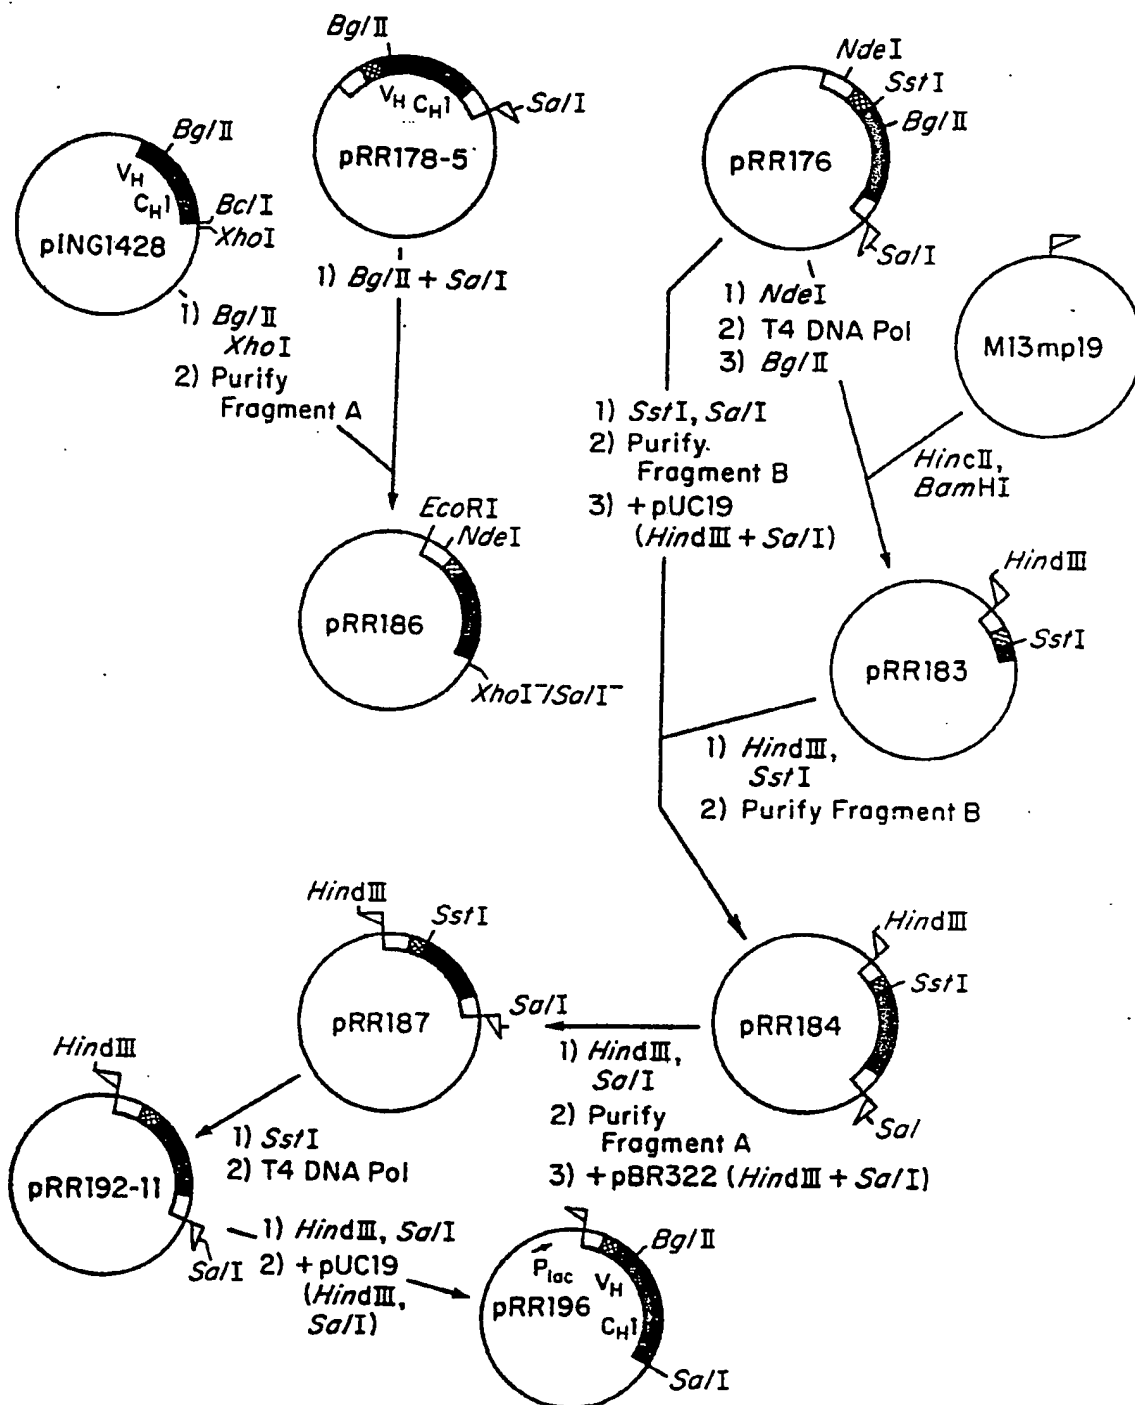 BglII
VH CH1
SalI
pRR178-5
1) BglII + SalI
BglII
VH
CH1
BclI
XhoI
pING1428
1) BglII
XhoI
2) Purify
Fragment A
EcoRI
NdeI
pRR186
XhoI⁻/SalI⁻
NdeI
SstI
BglII
pRR176
SalI
1) NdeI
2) T4 DNA Pol
3) BglII
M13mp19
HincII,
BamHI
1) SstI, SalI
2) Purify
Fragment B
3) +pUC19
(HindIII + SalI)
HindIII
SstI
pRR183
1) HindIII,
SstI
2) Purify Fragment B
HindIII
SstI
pRR184
Sal
1) HindIII,
SalI
2) Purify
Fragment A
3) +pBR322 (HindIII + SalI)
HindIII
SstI
pRR187
SalI
1) SstI
2) T4 DNA Pol
HindIII
pRR192-11
SalI
1) HindIII, SalI
2) +pUC19
(HindIII,
SalI)
Plac
BglII
VH
pRR196
CH1
SalI